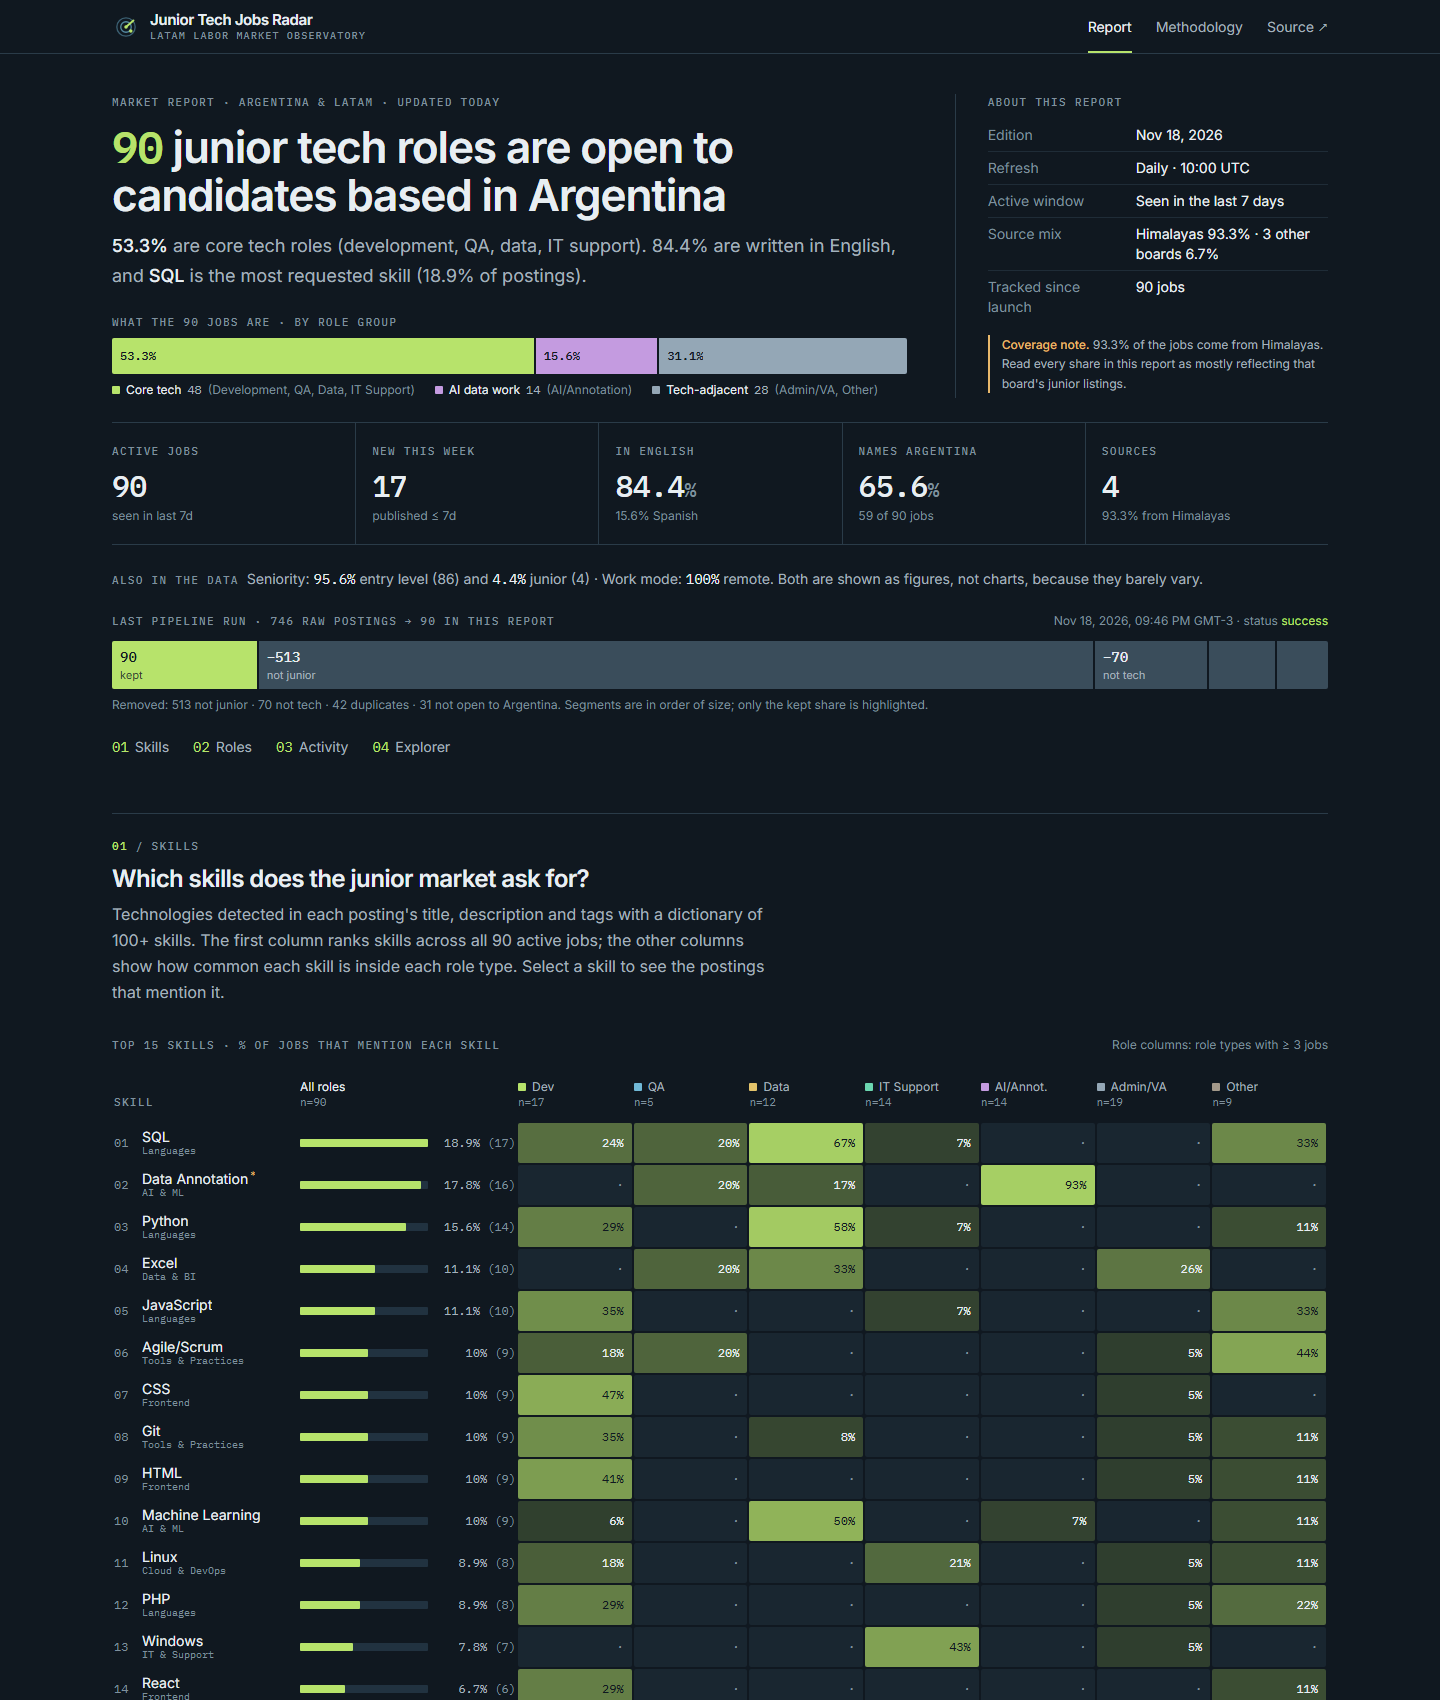 Junior Tech Jobs Radar
LATAM LABOR MARKET OBSERVATORY
Report
Methodology
Source ↗
MARKET REPORT · ARGENTINA & LATAM · UPDATED TODAY
90 junior tech roles are open to
candidates based in Argentina
53.3% are core tech roles (development, QA, data, IT support). 84.4% are written in English,
and SQL is the most requested skill (18.9% of postings).
WHAT THE 90 JOBS ARE · BY ROLE GROUP
53.3%
15.6%
31.1%
Core tech 48 (Development, QA, Data, IT Support)
AI data work 14 (AI/Annotation)
Tech-adjacent 28 (Admin/VA, Other)
ABOUT THIS REPORT
Edition Nov 18, 2026
Refresh Daily · 10:00 UTC
Active window Seen in the last 7 days
Source mix Himalayas 93.3% · 3 other
boards 6.7%
Tracked since 90 jobs
launch
Coverage note. 93.3% of the jobs come from Himalayas.
Read every share in this report as mostly reflecting that
board's junior listings.
ACTIVE JOBS
90
seen in last 7d
NEW THIS WEEK
17
published ≤ 7d
IN ENGLISH
84.4%
15.6% Spanish
NAMES ARGENTINA
65.6%
59 of 90 jobs
SOURCES
4
93.3% from Himalayas
ALSO IN THE DATA Seniority: 95.6% entry level (86) and 4.4% junior (4) · Work mode: 100% remote. Both are shown as figures, not charts, because they barely vary.
LAST PIPELINE RUN · 746 RAW POSTINGS → 90 IN THIS REPORT
Nov 18, 2026, 09:46 PM GMT-3 · status success
90
kept
−513
not junior
−70
not tech
Removed: 513 not junior · 70 not tech · 42 duplicates · 31 not open to Argentina. Segments are in order of size; only the kept share is highlighted.
01 Skills 02 Roles 03 Activity 04 Explorer
01 / SKILLS
Which skills does the junior market ask for?
Technologies detected in each posting's title, description and tags with a dictionary of
100+ skills. The first column ranks skills across all 90 active jobs; the other columns
show how common each skill is inside each role type. Select a skill to see the postings
that mention it.
TOP 15 SKILLS · % OF JOBS THAT MENTION EACH SKILL
Role columns: role types with ≥ 3 jobs
All roles Dev QA Data IT Support AI/Annot. Admin/VA Other
SKILL n=90 n=17 n=5 n=12 n=14 n=14 n=19 n=9
01 SQL 18.9% (17) 24% 20% 67% 7% · · 33%
Languages
02 Data Annotation* 17.8% (16) · 20% 17% · 93% · ·
AI & ML
03 Python 15.6% (14) 29% · 58% 7% · · 11%
Languages
04 Excel 11.1% (10) · 20% 33% · · 26% ·
Data & BI
05 JavaScript 11.1% (10) 35% · · 7% · · 33%
Languages
06 Agile/Scrum 10% (9) 18% 20% · · · 5% 44%
Tools & Practices
07 CSS 10% (9) 47% · · · · 5% ·
Frontend
08 Git 10% (9) 35% · 8% · · 5% 11%
Tools & Practices
09 HTML 10% (9) 41% · · · · 5% 11%
Frontend
10 Machine Learning 10% (9) 6% · 50% · 7% · 11%
AI & ML
11 Linux 8.9% (8) 18% · · 21% · 5% 11%
Cloud & DevOps
12 PHP 8.9% (8) 29% · · · · 5% 22%
Languages
13 Windows 7.8% (7) · · · 43% · 5% ·
IT & Support
14 React 6.7% (6) 29% · · · · · 11%
Frontend